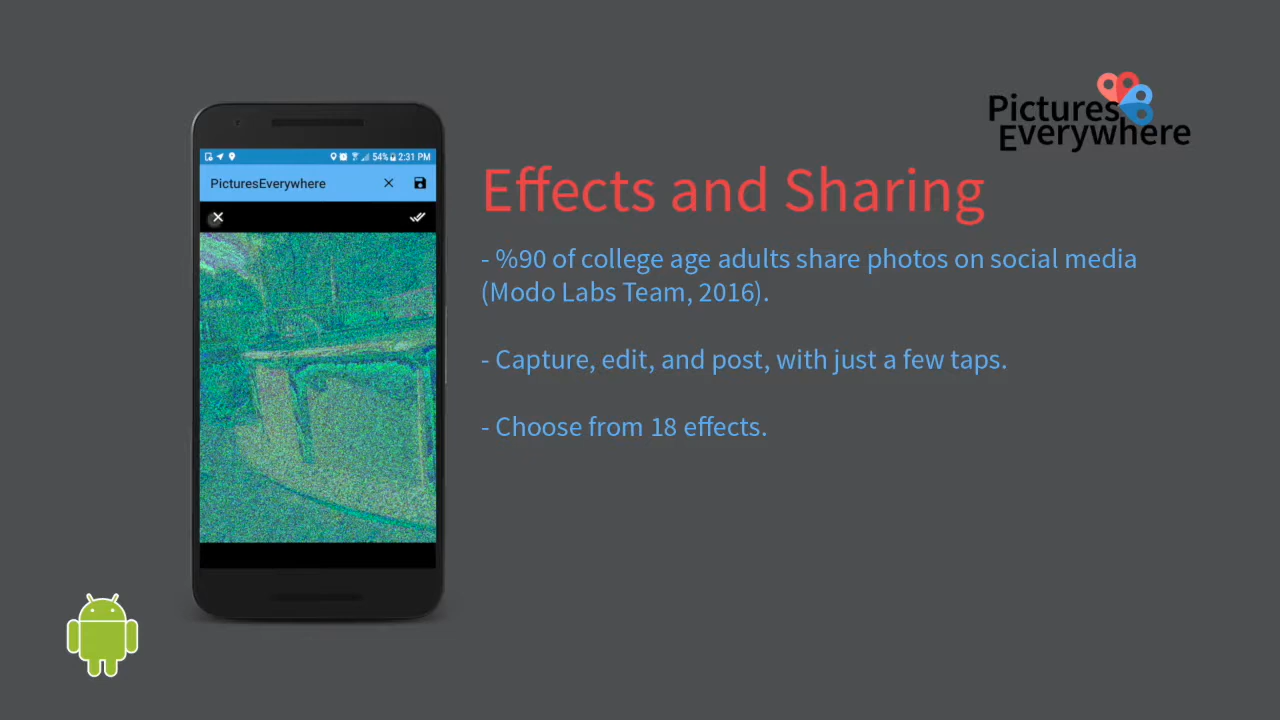 Pictures
Everywhere
54% 2:31 PM
PicturesEverywhere
Effects and Sharing
- %90 of college age adults share photos on social media
(Modo Labs Team, 2016).
- Capture, edit, and post, with just a few taps.
- Choose from 18 effects.